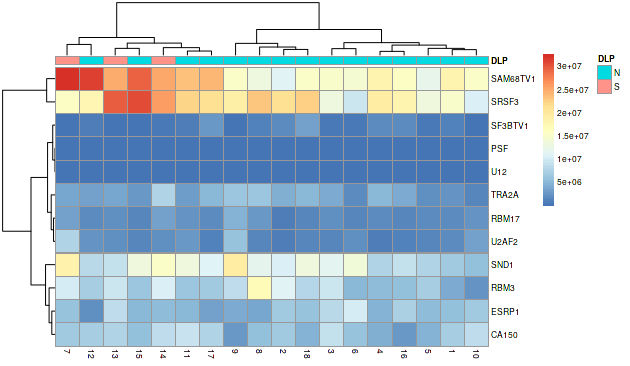 DLP
SAM68TV1
SRSF3
SF3BTV1
PSF
U12
TRA2A
RBM17
U2AF2
SND1
RBM3
ESRP1
CA150
7 12 13 15 14 11 17 9 8 2 18 3 6 4 16 5 1 10
3e+07
2.5e+07
2e+07
1.5e+07
1e+07
5e+06
DLP
N
S